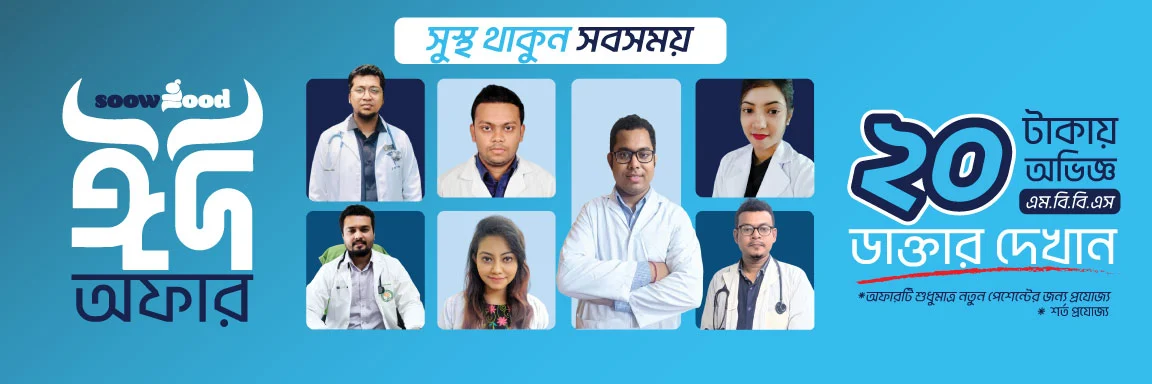 সুস্থ থাকুন সবসময়
soowgood
ঈদ
অফার
২০
টাকায়
অভিজ্ঞ
এম.বি.বি.এস
ডাক্তার দেখান
*অফারটি শুধুমাত্র নতুন পেশেন্টের জন্য প্রযোজ্য
* শর্ত প্রযোজ্য